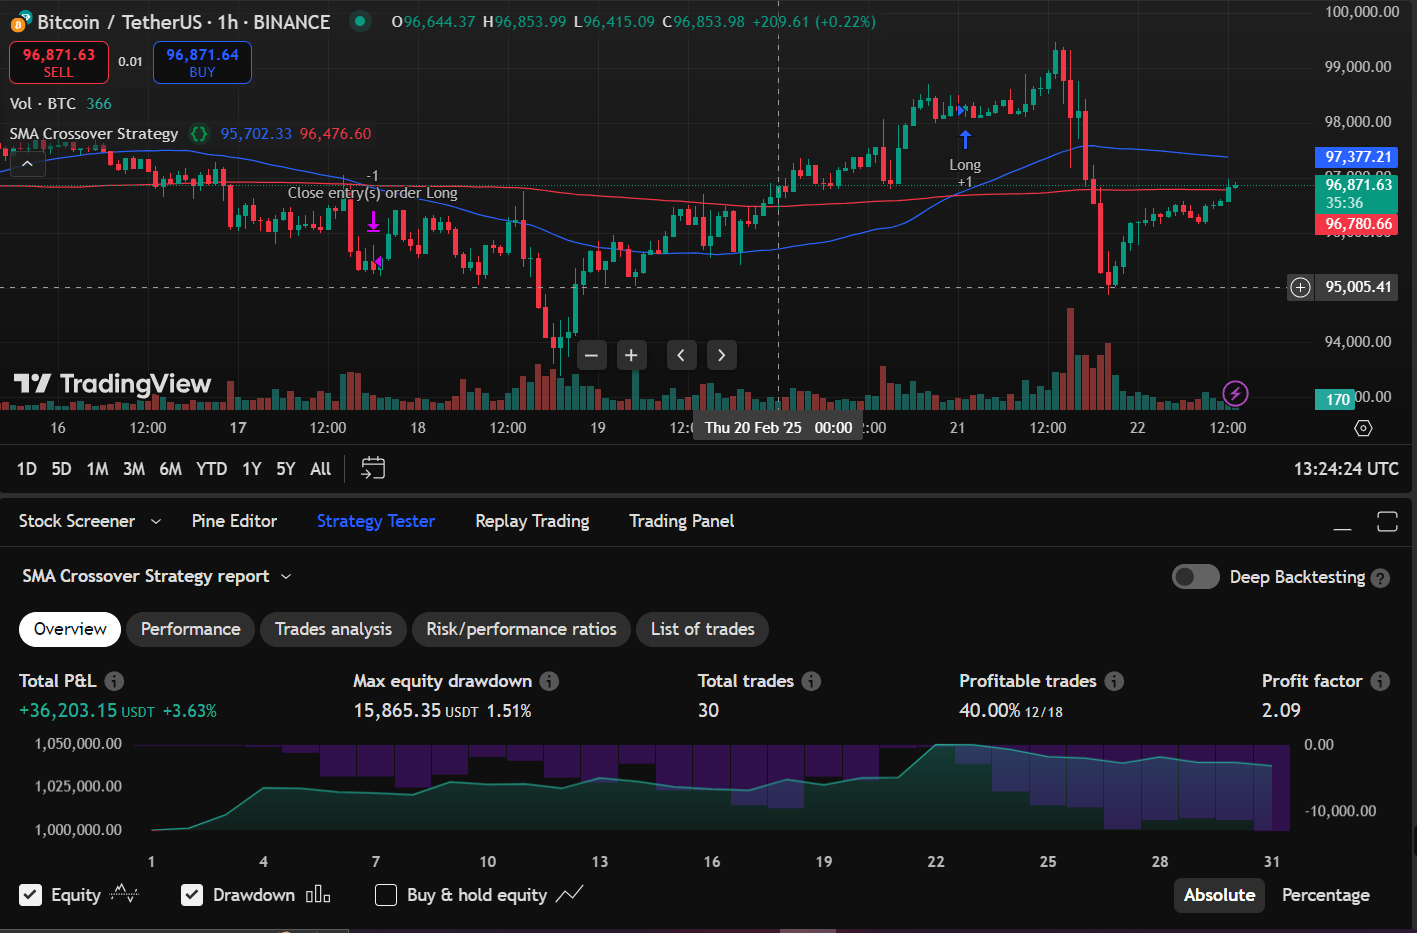 Bitcoin / TetherUS · 1h · BINANCE O96,644.37 H96,853.99 L96,415.09 C96,853.98 +209.61 (+0.22%)
96,871.63 SELL 0.01 96,871.64 BUY
Vol · BTC 366
SMA Crossover Strategy {} 95,702.33 96,476.60
-1
Close entry(s) order Long
Long
+1
100,000.00
99,000.00
98,000.00
97,377.21
96,871.63
35:36
96,780.66
95,005.41
94,000.00
170
TradingView
16 12:00 17 12:00 18 12:00 19 Thu 20 Feb '25 00:00 21 12:00 22 12:00
1D 5D 1M 3M 6M YTD 1Y 5Y All 13:24:24 UTC
Stock Screener Pine Editor Strategy Tester Replay Trading Trading Panel
SMA Crossover Strategy report Deep Backtesting ?
Overview Performance Trades analysis Risk/performance ratios List of trades
Total P&L Max equity drawdown Total trades Profitable trades Profit factor
+36,203.15 USDT +3.63% 15,865.35 USDT 1.51% 30 40.00% 12/18 2.09
1,050,000.00 0.00
1,025,000.00
-10,000.00
1,000,000.00
1 4 7 10 13 16 19 22 25 28 31
Equity Drawdown Buy & hold equity Absolute Percentage